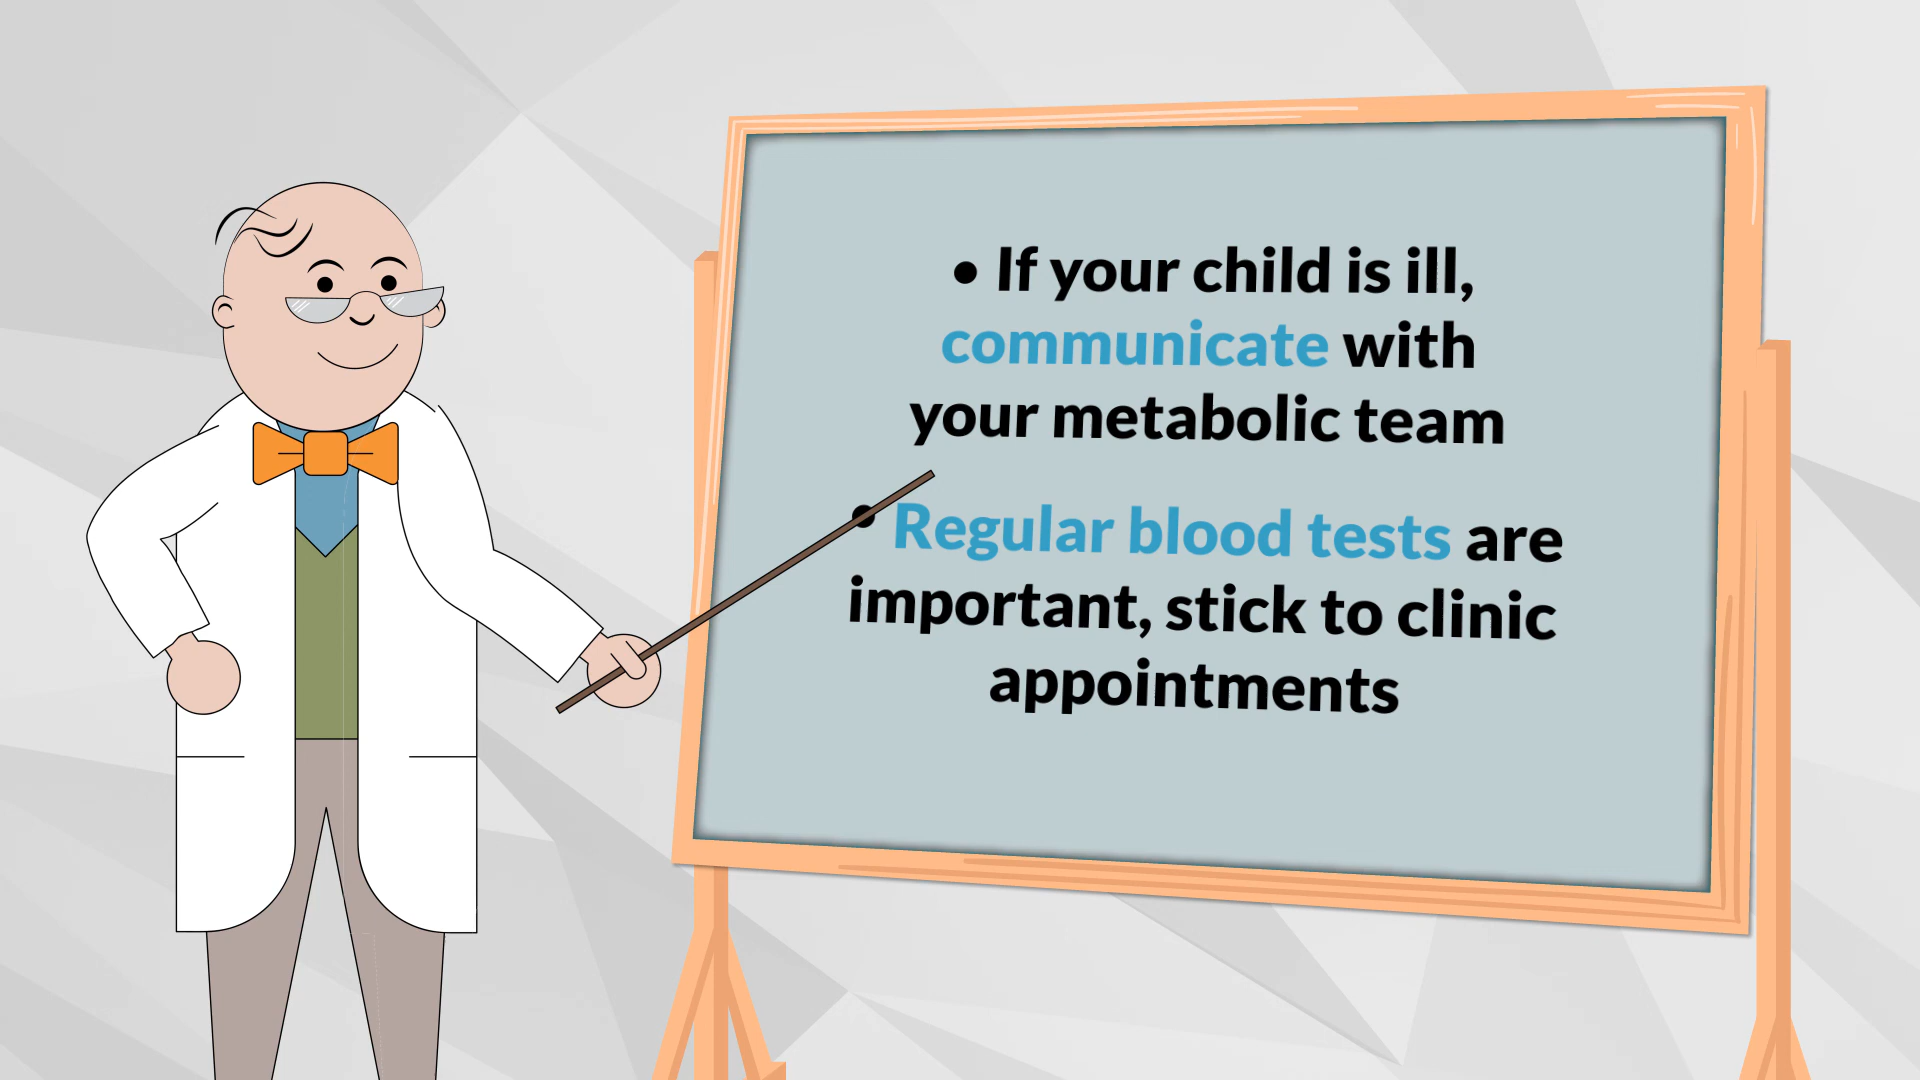 • If your child is ill,
communicate with
your metabolic team
• Regular blood tests are
important, stick to clinic
appointments